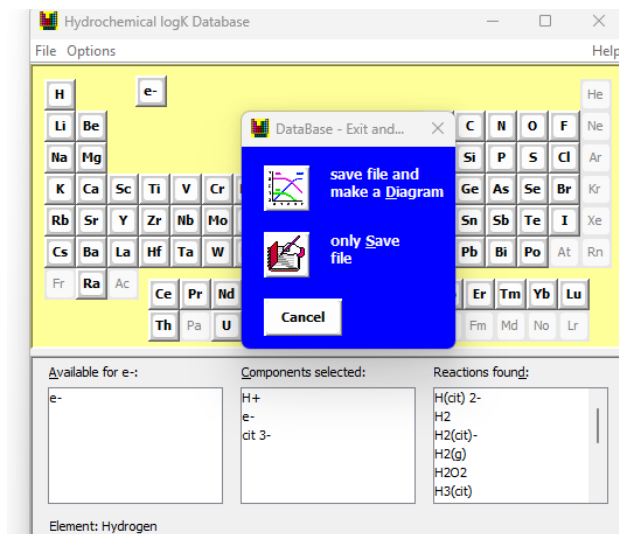 Hydrochemical logK Database
File Options Help
H e- He
Li Be C N O F Ne
Na Mg Si P S Cl Ar
K Ca Sc Ti V Cr Ge As Se Br Kr
Rb Sr Y Zr Nb Mo Sn Sb Te I Xe
Cs Ba La Hf Ta W Pb Bi Po At Rn
Fr Ra Ac
Ce Pr Nd Er Tm Yb Lu
Th Pa U Fm Md No Lr
DataBase - Exit and...
save file and
make a Diagram
only Save
file
Cancel
Available for e-:
e-
Components selected:
H+
e-
cit 3-
Reactions found:
H(cit) 2-
H2
H2(cit)-
H2(g)
H2O2
H3(cit)
Element: Hydrogen